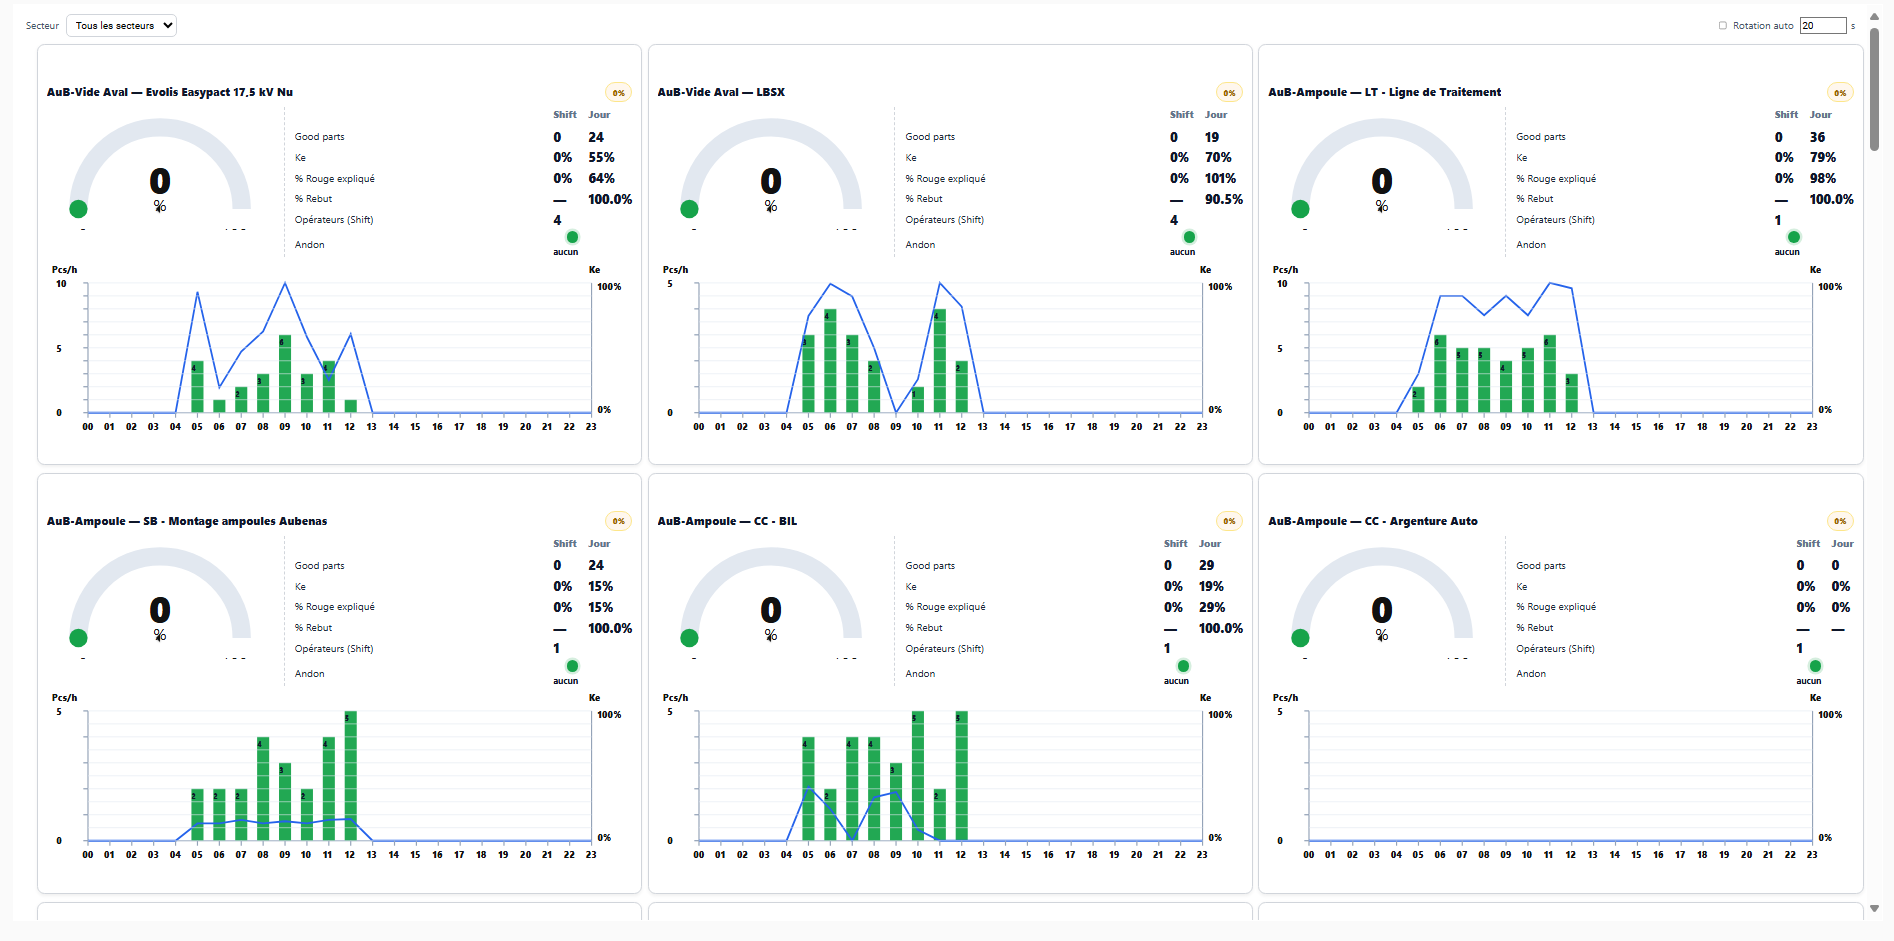 Secteur Tous les secteurs Rotation auto 20 s
AuB-Vide Aval — Evolis Easypact 17,5 kV Nu 0%
Shift Jour
Good parts 0 24
Ke 0% 55%
% Rouge expliqué 0% 64%
% Rebut — 100.0%
Opérateurs (Shift) 4
Andon aucun
0
%
Pcs/h Ke
10 100%
5
0 0%
4 2 3 6 3 4
00 01 02 03 04 05 06 07 08 09 10 11 12 13 14 15 16 17 18 19 20 21 22 23
AuB-Vide Aval — LBSX 0%
Shift Jour
Good parts 0 19
Ke 0% 70%
% Rouge expliqué 0% 101%
% Rebut — 90.5%
Opérateurs (Shift) 4
Andon aucun
0
%
Pcs/h Ke
5 100%
0 0%
3 4 3 2 1 4 2
00 01 02 03 04 05 06 07 08 09 10 11 12 13 14 15 16 17 18 19 20 21 22 23
AuB-Ampoule — LT - Ligne de Traitement 0%
Shift Jour
Good parts 0 36
Ke 0% 79%
% Rouge expliqué 0% 98%
% Rebut — 100.0%
Opérateurs (Shift) 1
Andon aucun
0
%
Pcs/h Ke
10 100%
5
0 0%
2 6 5 5 4 5 6 3
00 01 02 03 04 05 06 07 08 09 10 11 12 13 14 15 16 17 18 19 20 21 22 23
AuB-Ampoule — SB - Montage ampoules Aubenas 0%
Shift Jour
Good parts 0 24
Ke 0% 15%
% Rouge expliqué 0% 15%
% Rebut — 100.0%
Opérateurs (Shift) 1
Andon aucun
0
%
Pcs/h Ke
5 100%
0 0%
2 2 2 4 3 2 4 5
00 01 02 03 04 05 06 07 08 09 10 11 12 13 14 15 16 17 18 19 20 21 22 23
AuB-Ampoule — CC - BIL 0%
Shift Jour
Good parts 0 29
Ke 0% 19%
% Rouge expliqué 0% 29%
% Rebut — 100.0%
Opérateurs (Shift) 1
Andon aucun
0
%
Pcs/h Ke
5 100%
0 0%
4 2 4 4 3 5 2 5
00 01 02 03 04 05 06 07 08 09 10 11 12 13 14 15 16 17 18 19 20 21 22 23
AuB-Ampoule — CC - Argenture Auto 0%
Shift Jour
Good parts 0 0
Ke 0% 0%
% Rouge expliqué 0% 0%
% Rebut — —
Opérateurs (Shift) 1
Andon aucun
0
%
Pcs/h Ke
5 100%
0 0%
00 01 02 03 04 05 06 07 08 09 10 11 12 13 14 15 16 17 18 19 20 21 22 23